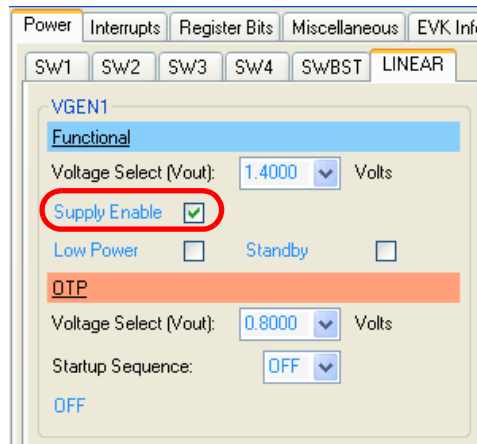 Power Interrupts Register Bits Miscellaneous EVK Inf
SW1 SW2 SW3 SW4 SWBST LINEAR
VGEN1
Functional
Voltage Select (Vout): 1.4000 Volts
Supply Enable
Low Power Standby
OTP
Voltage Select (Vout): 0.8000 Volts
Startup Sequence: OFF
OFF